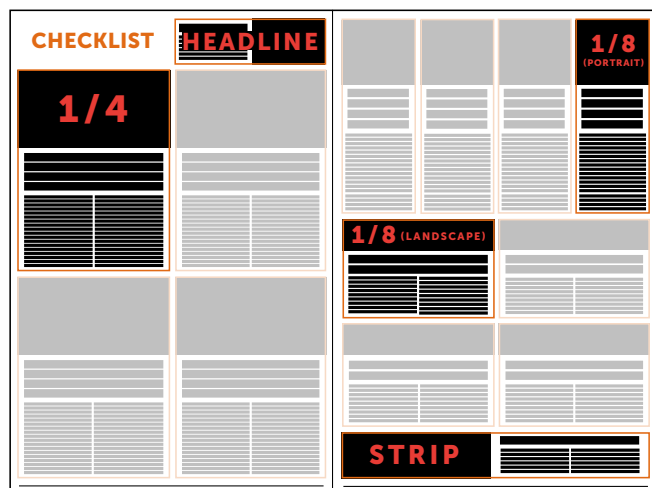 CHECKLIST
HEADLINE
1/4
1/8
(PORTRAIT)
1/8 (LANDSCAPE)
STRIP